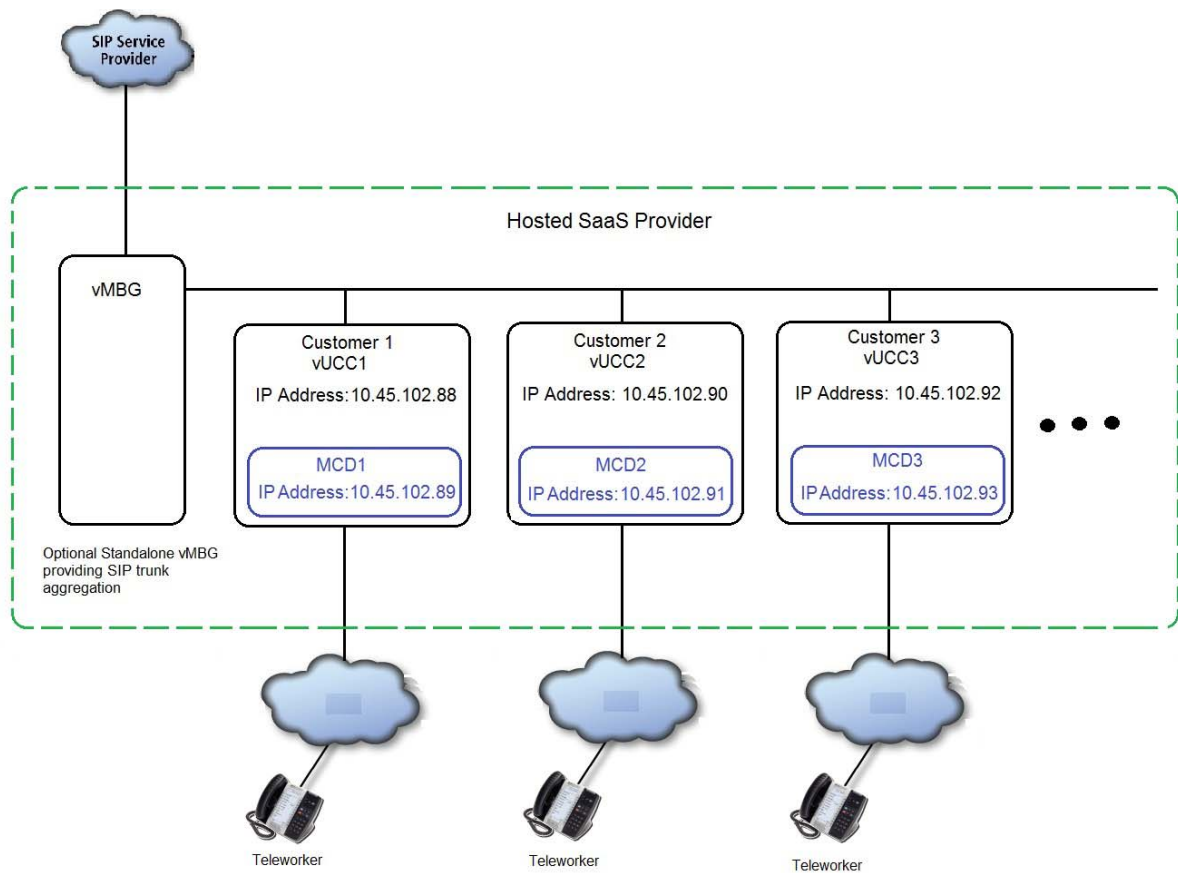 SIP Service
Provider
Hosted SaaS Provider
vMBG
Optional Standalone vMBG
providing SIP trunk
aggregation
Customer 1
vUCC1
IP Address: 10.45.102.88
MCD1
IP Address: 10.45.102.89
Customer 2
vUCC2
IP Address: 10.45.102.90
MCD2
IP Address: 10.45.102.91
Customer 3
vUCC3
IP Address: 10.45.102.92
MCD3
IP Address: 10.45.102.93
Teleworker
Teleworker
Teleworker